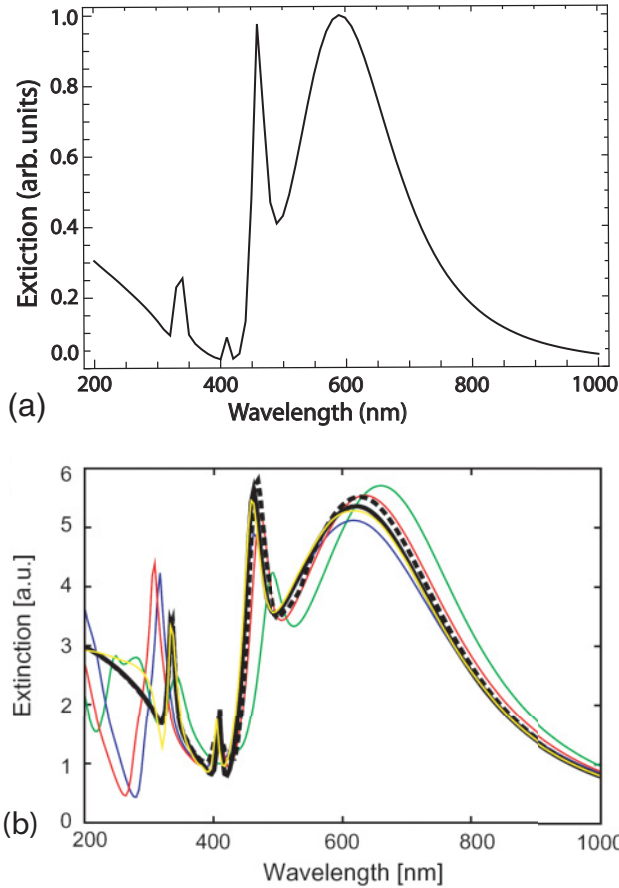 Extiction (arb. units)
1.0
0.8
0.6
0.4
0.2
0.0
200 400 600 800 1000
Wavelength (nm)
(a)
Extinction [a.u.]
6
5
4
3
2
1
0
200 400 600 800 1000
Wavelength [nm]
(b)